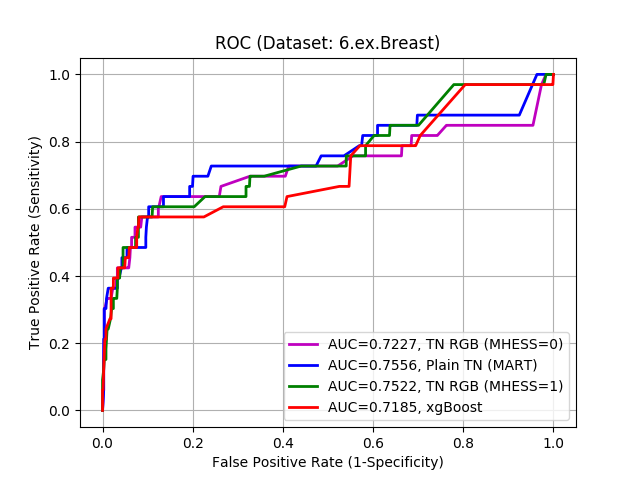 ROC (Dataset: 6.ex.Breast)
True Positive Rate (Sensitivity)
1.0
0.8
0.6
0.4
0.2
0.0
AUC=0.7227, TN RGB (MHESS=0)
AUC=0.7556, Plain TN (MART)
AUC=0.7522, TN RGB (MHESS=1)
AUC=0.7185, xgBoost
0.0 0.2 0.4 0.6 0.8 1.0
False Positive Rate (1-Specificity)